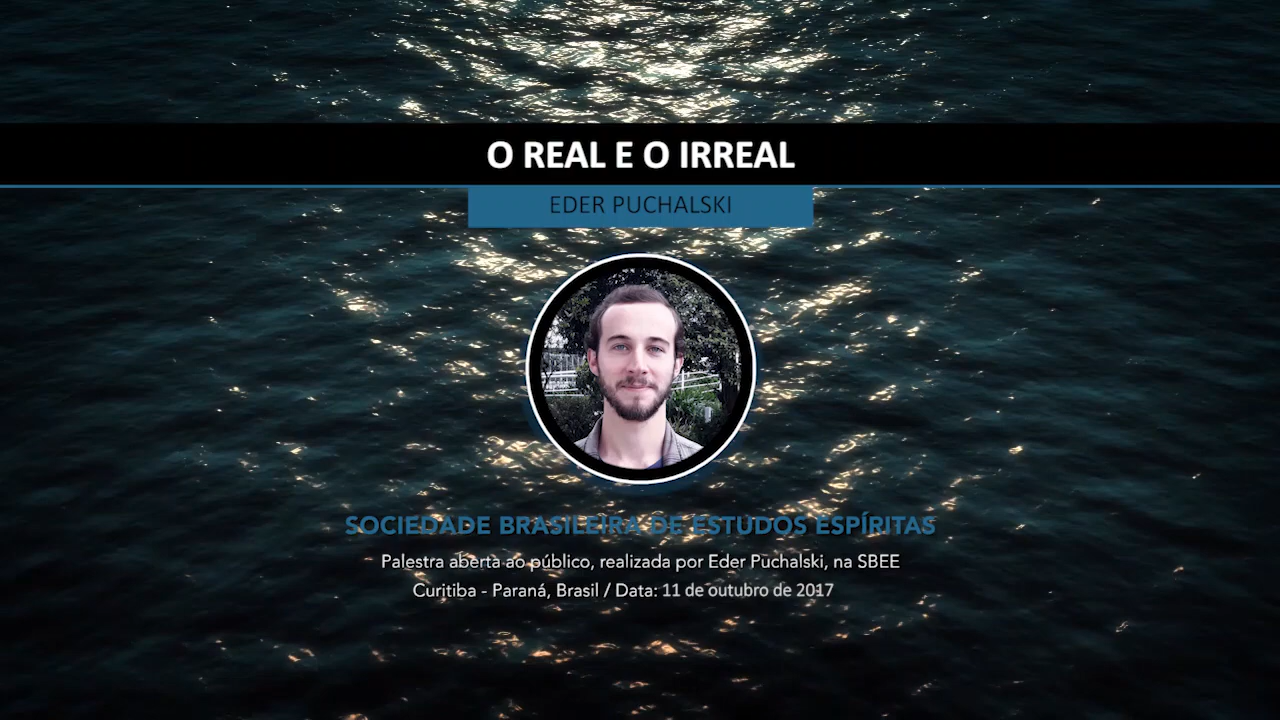 O REAL E O IRREAL
EDER PUCHALSKI
SOCIEDADE BRASILEIRA DE ESTUDOS ESPÍRITAS
Palestra aberta ao público, realizada por Eder Puchalski, na SBEE
Curitiba - Paraná, Brasil / Data: 11 de outubro de 2017